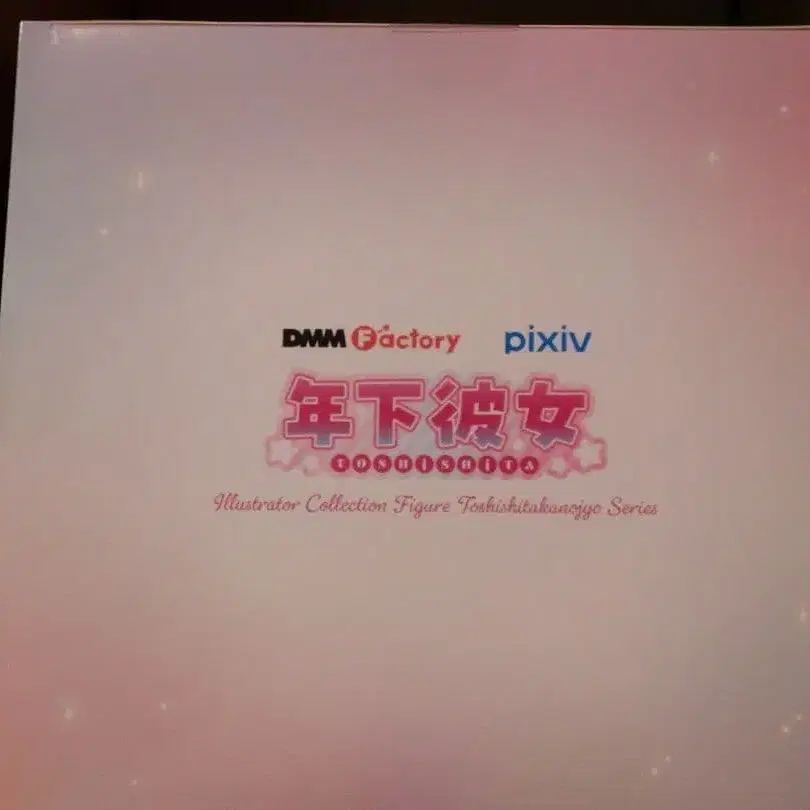 DMM Factory pixiv
年下彼女
TOSHISHITA
Illustrator Collection Figure Toshishitakanojyo Series